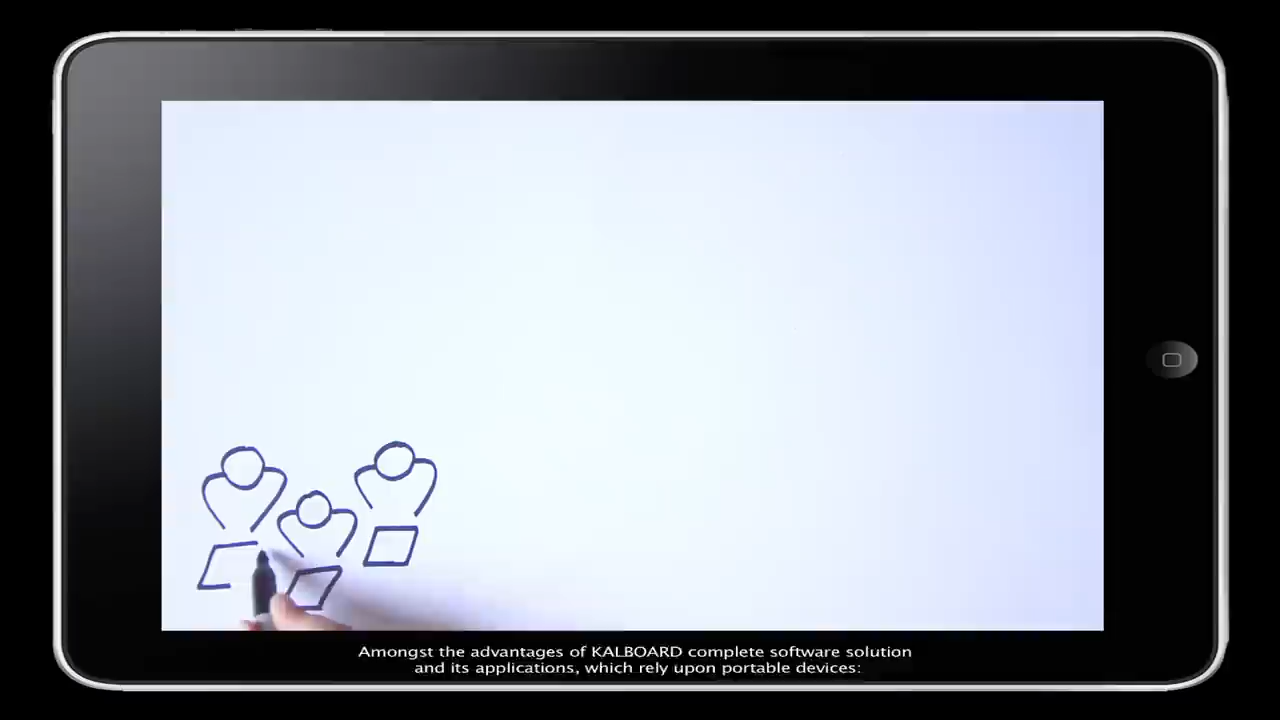 Amongst the advantages of KALBOARD complete software solution
and its applications, which rely upon portable devices: